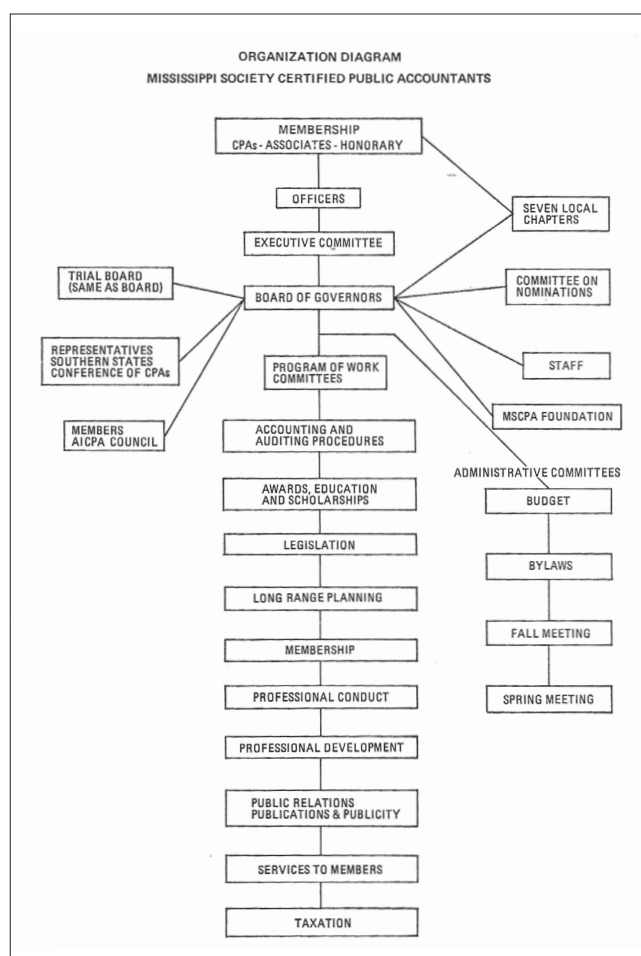 ORGANIZATION DIAGRAM
MISSISSIPPI SOCIETY CERTIFIED PUBLIC ACCOUNTANTS
MEMBERSHIP
CPAs - ASSOCIATES - HONORARY
OFFICERS
SEVEN LOCAL
CHAPTERS
EXECUTIVE COMMITTEE
TRIAL BOARD
(SAME AS BOARD)
BOARD OF GOVERNORS
COMMITTEE ON
NOMINATIONS
REPRESENTATIVES
SOUTHERN STATES
CONFERENCE OF CPAs
PROGRAM OF WORK
COMMITTEES
STAFF
MEMBERS
AICPA COUNCIL
ACCOUNTING AND
AUDITING PROCEDURES
MSCPA FOUNDATION
ADMINISTRATIVE COMMITTEES
AWARDS, EDUCATION
AND SCHOLARSHIPS
BUDGET
LEGISLATION
BYLAWS
LONG RANGE PLANNING
FALL MEETING
MEMBERSHIP
PROFESSIONAL CONDUCT
SPRING MEETING
PROFESSIONAL DEVELOPMENT
PUBLIC RELATIONS
PUBLICATIONS & PUBLICITY
SERVICES TO MEMBERS
TAXATION